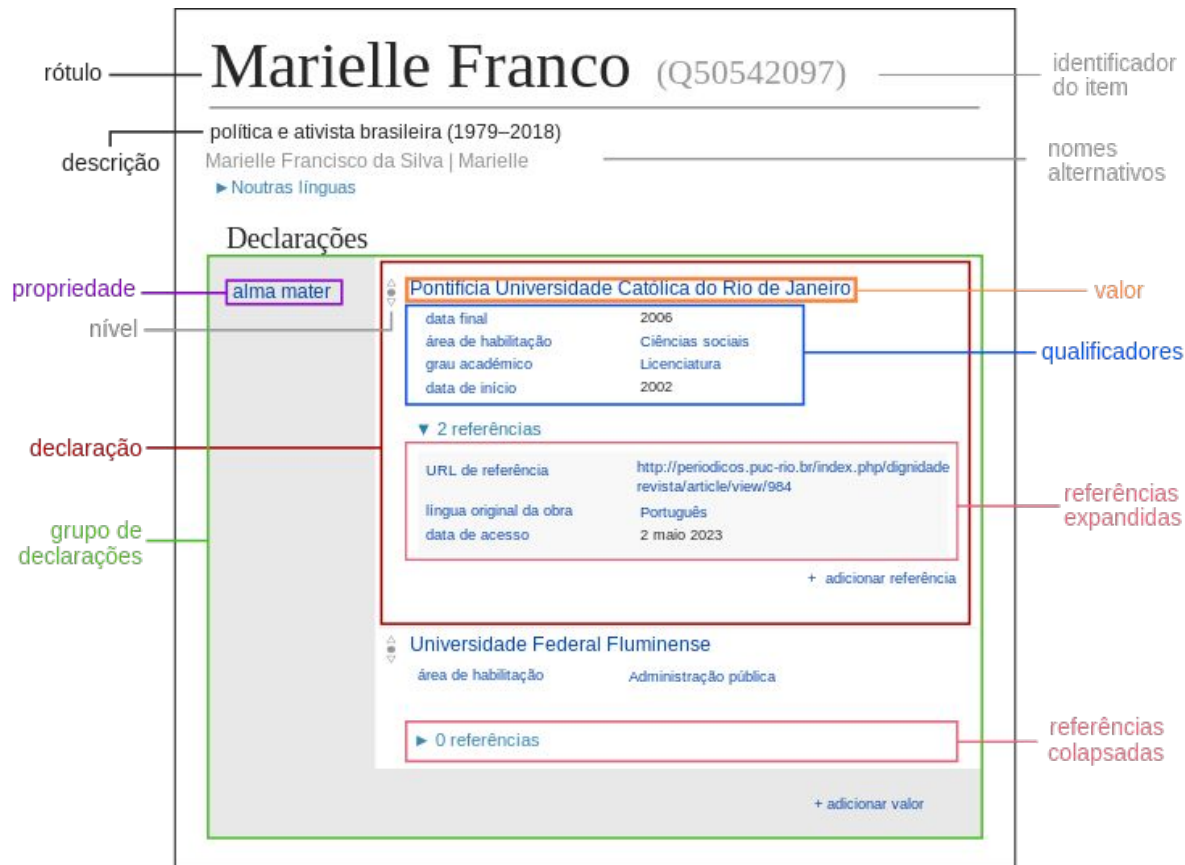 rótulo
Marielle Franco (Q50542097)
identificador
do item
política e ativista brasileira (1979–2018)
descrição
Marielle Francisco da Silva | Marielle
nomes
alternativos
►Noutras línguas
Declarações
propriedade
alma mater
Pontifícia Universidade Católica do Rio de Janeiro
valor
nível
data final 2006
área de habilitação Ciências sociais
grau académico Licenciatura
data de início 2002
qualificadores
declaração
▼ 2 referências
URL de referência http://periodicos.puc-rio.br/index.php/dignidade
revista/article/view/984
língua original da obra Português
data de acesso 2 maio 2023
referências
expandidas
grupo de
declarações
+ adicionar referência
Universidade Federal Fluminense
área de habilitação Administração pública
► 0 referências
referências
colapsadas
+ adicionar valor